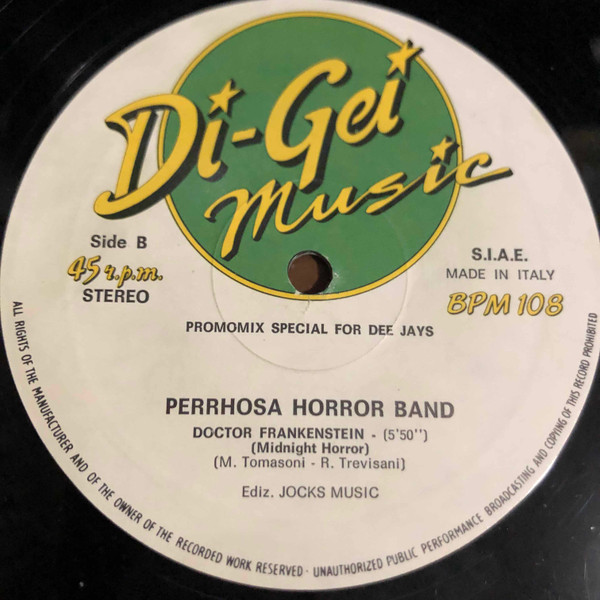 Di-Gei
Music
Side B
45 r.p.m.
STEREO
S.I.A.E.
MADE IN ITALY
BPM 108
PROMOMIX SPECIAL FOR DEE JAYS
PERRHOSA HORROR BAND
DOCTOR FRANKENSTEIN - (5'50'')
(Midnight Horror)
(M. Tomasoni - R. Trevisani)
Ediz. JOCKS MUSIC
ALL RIGHTS OF THE MANUFACTURER AND OF THE OWNER OF THE RECORDED WORK RESERVED · UNAUTHORIZED PUBLIC PERFORMANCE BROADCASTING AND COPYING OF THIS RECORD PROHIBITED